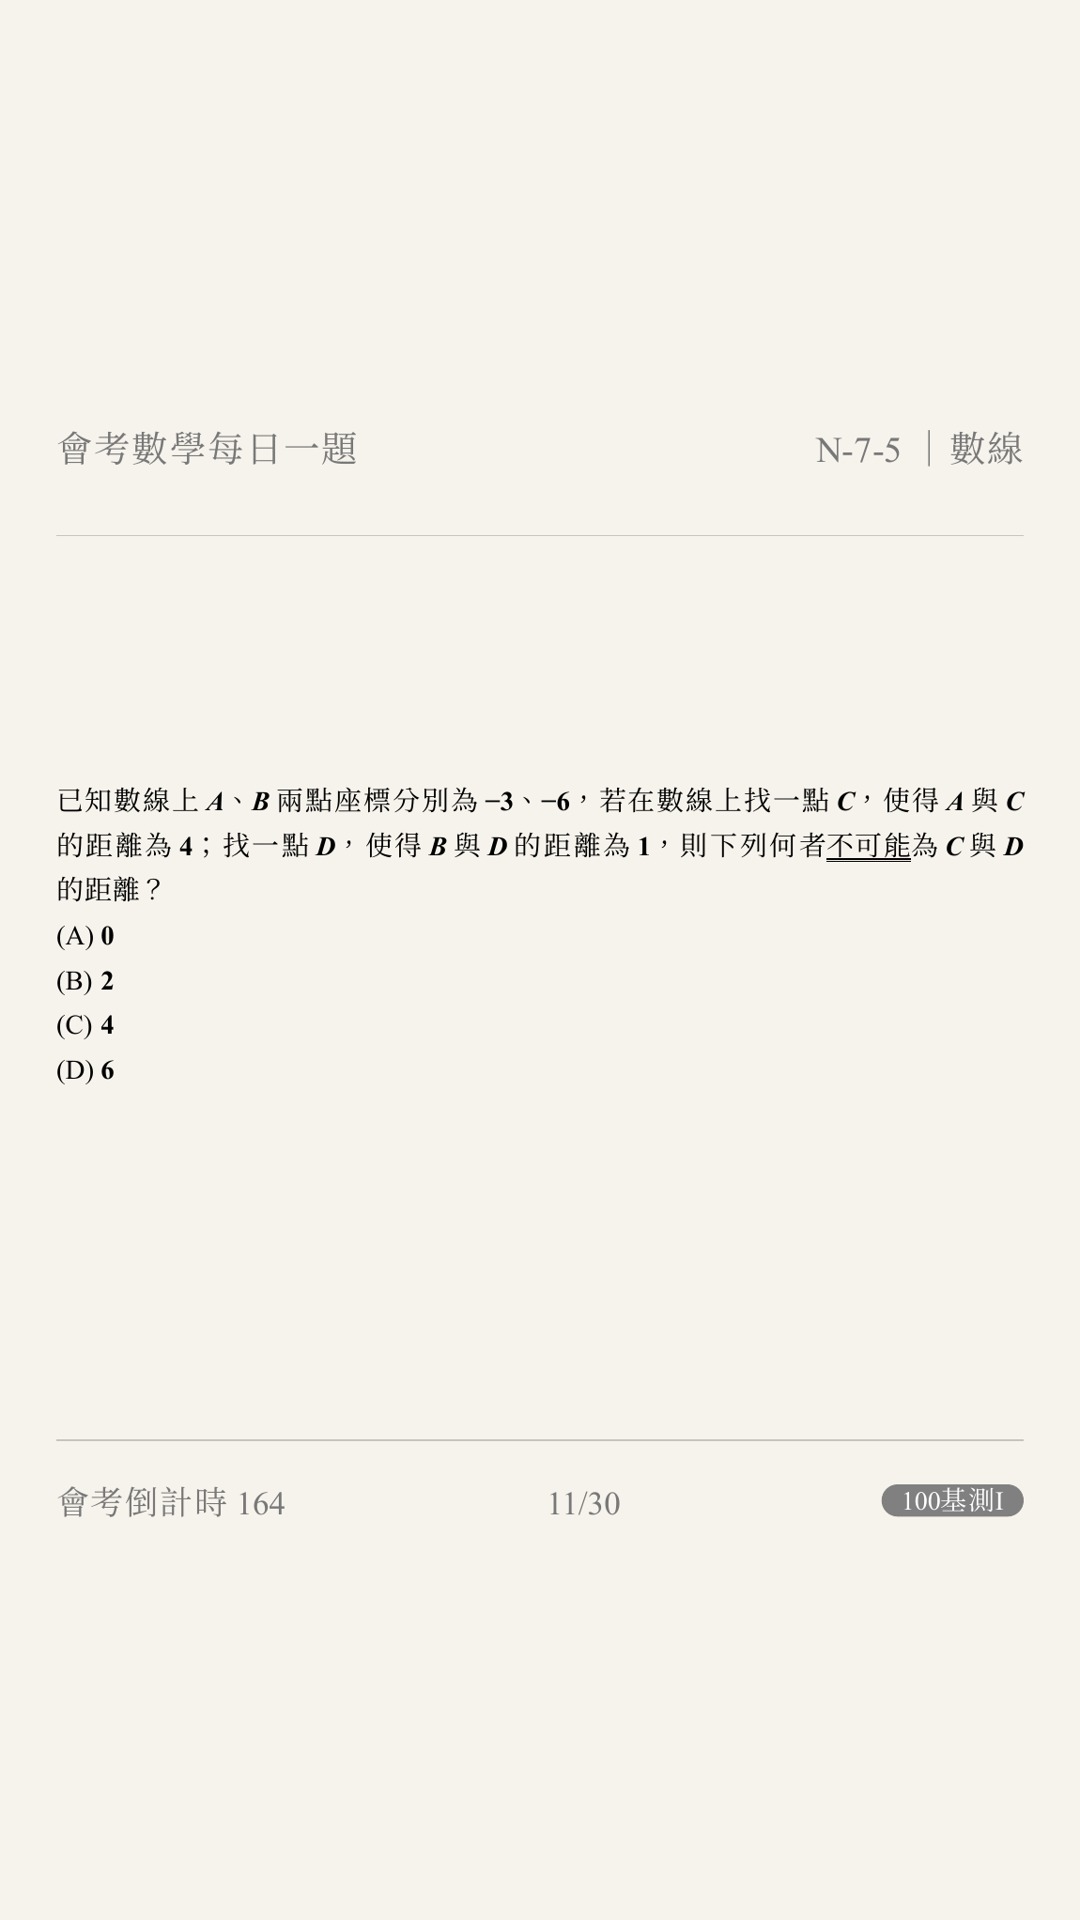 會考數學每日一題
N-7-5｜數線
已知數線上 A、B 兩點座標分別為 –3、–6，若在數線上找一點 C，使得 A 與 C
的距離為 4；找一點 D，使得 B 與 D 的距離為 1，則下列何者不可能為 C 與 D
的距離？
(A) 0
(B) 2
(C) 4
(D) 6
會考倒計時 164
11/30
100基測I